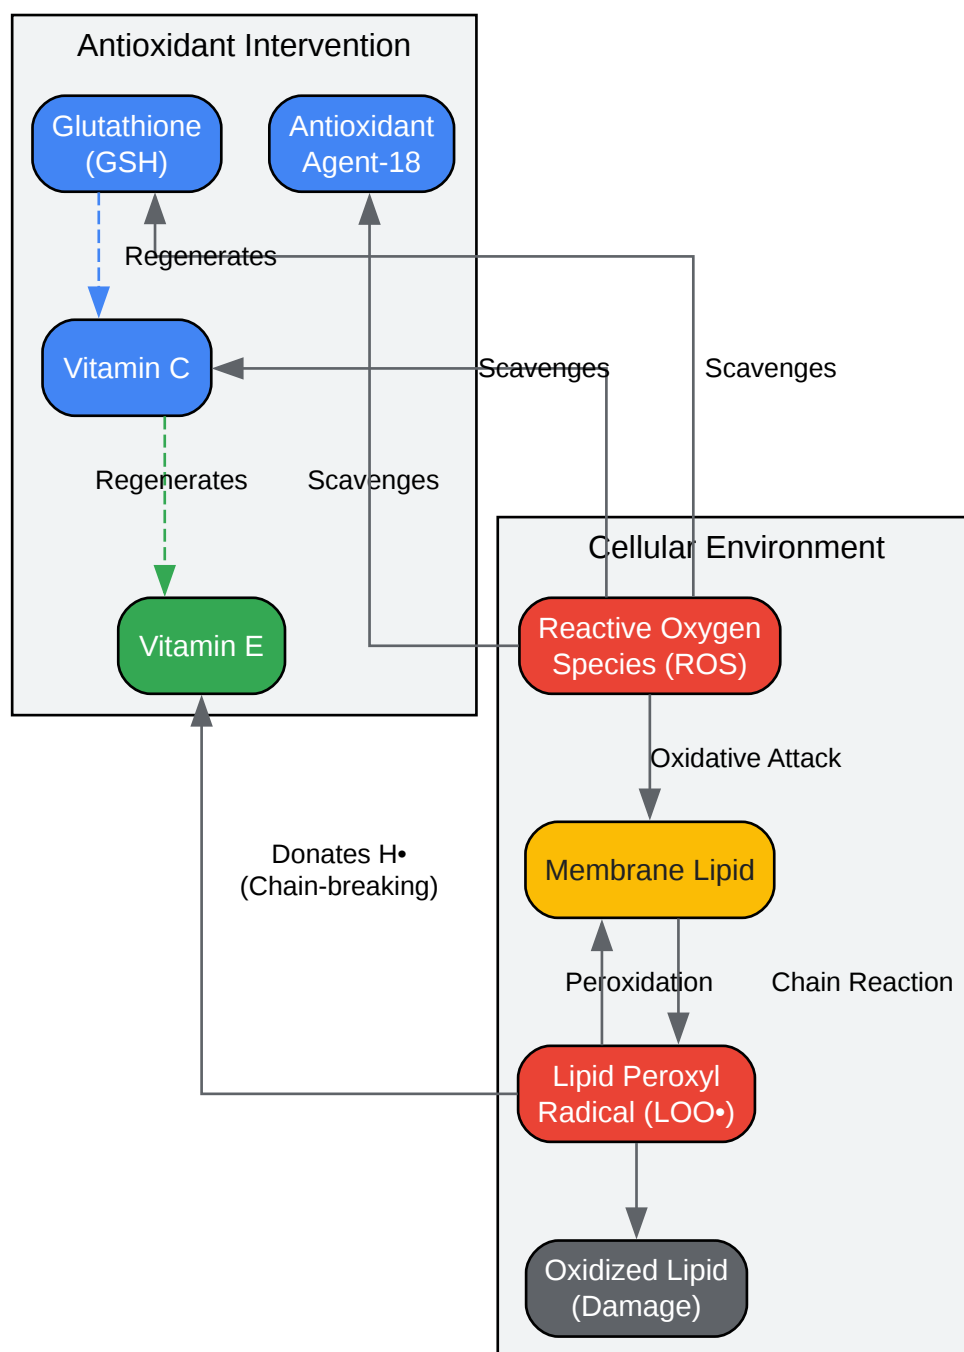 Antioxidant Intervention
Glutathione
(GSH)
Antioxidant
Agent-18
Regenerates
Vitamin C
Scavenges
Scavenges
Regenerates
Scavenges
Cellular Environment
Vitamin E
Reactive Oxygen
Species (ROS)
Oxidative Attack
Donates H•
(Chain-breaking)
Membrane Lipid
Peroxidation
Chain Reaction
Lipid Peroxyl
Radical (LOO•)
Oxidized Lipid
(Damage)